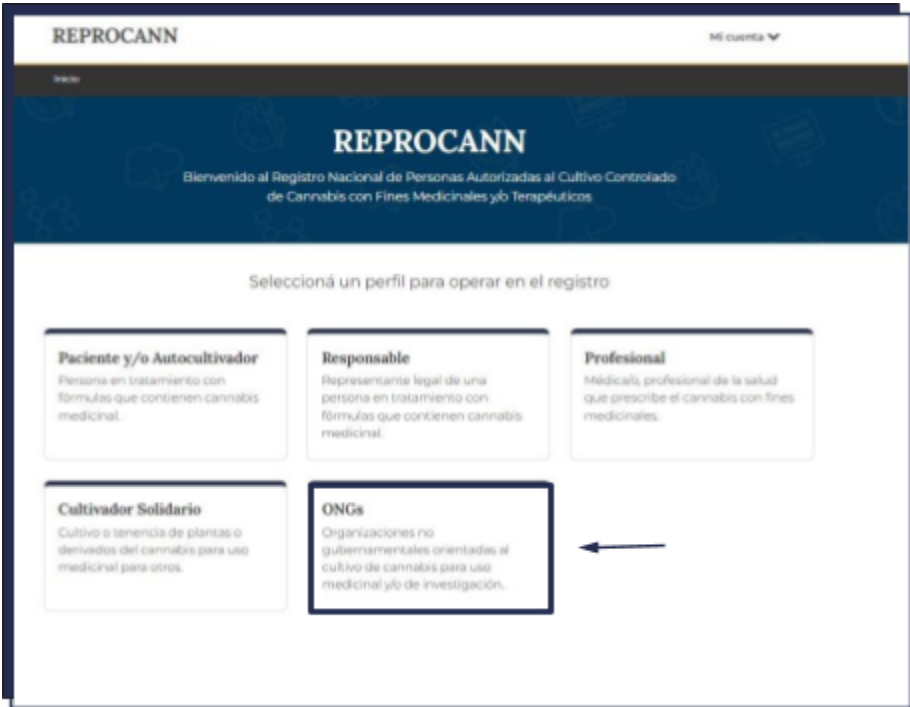 REPROCANN
Mi cuenta
Inicio
REPROCANN
Bienvenido al Registro Nacional de Personas Autorizadas al Cultivo Controlado
de Cannabis con Fines Medicinales y/o Terapéuticos
Seleccioná un perfil para operar en el registro
Paciente y/o Autocultivador
Persona en tratamiento con
fórmulas que contienen cannabis
medicinal.
Responsable
Representante legal de una
persona en tratamiento con
fórmulas que contienen cannabis
medicinal.
Profesional
Médica/o, profesional de la salud
que prescribe el cannabis con fines
medicinales.
Cultivador Solidario
Cultivo o tenencia de plantas o
derivados del cannabis para uso
medicinal para otros.
ONGs
Organizaciones no
gubernamentales orientadas al
cultivo de cannabis para uso
medicinal y/o de investigación.